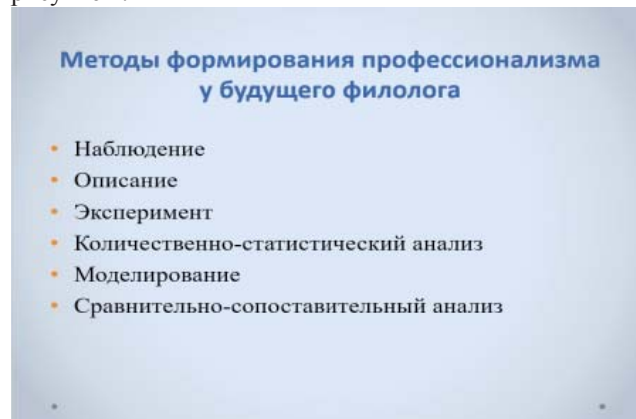 Методы формирования профессионализма
у будущего филолога
• Наблюдение
• Описание
• Эксперимент
• Количественно-статистический анализ
• Моделирование
• Сравнительно-сопоставительный анализ